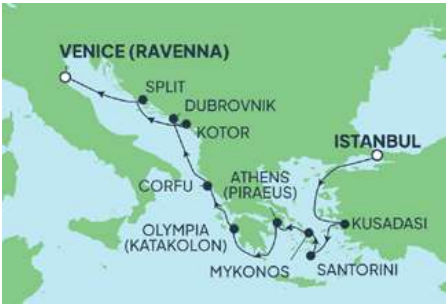 VENICE (RAVENNA)
SPLIT
DUBROVNIK
KOTOR
ISTANBUL
ATHENS
(PIRAEUS)
CORFU
KUSADASI
OLYMPIA
(KATAKOLON)
MYKONOS
SANTORINI